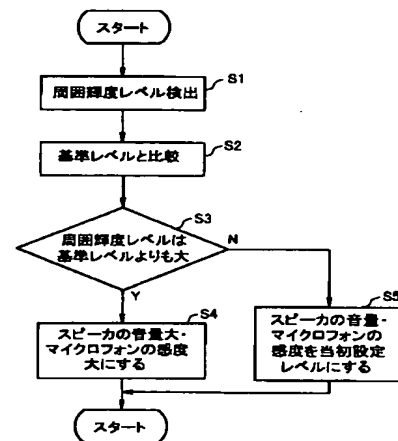 スタート
S1
周囲輝度レベル検出
S2
基準レベルと比較
S3
周囲輝度レベルは
基準レベルよりも大
N
Y
S4
スピーカの音量大・
マイクロフォンの感度
大にする
S5
スピーカの音量・
マイクロフォンの
感度を当初設定
レベルにする
スタート